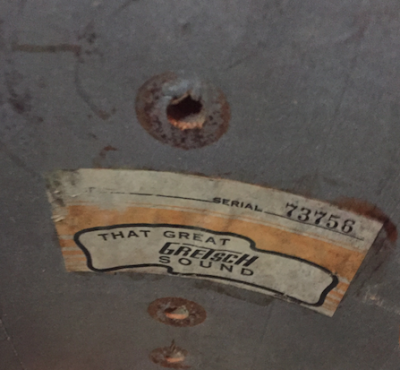 SERIAL 73756
THAT GREAT
GRETSCH
SOUND